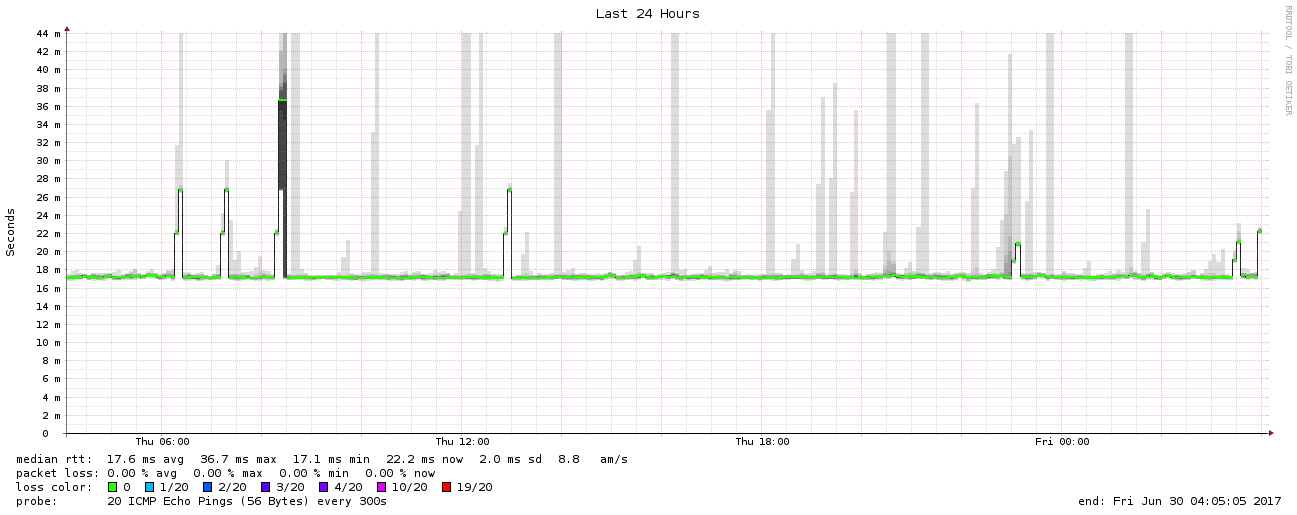 Last 24 Hours
RRDTOOL / TOBI OETIKER
Seconds
44 m
42 m
40 m
38 m
36 m
34 m
32 m
30 m
28 m
26 m
24 m
22 m
20 m
18 m
16 m
14 m
12 m
10 m
8 m
6 m
4 m
2 m
0
Thu 06:00 Thu 12:00 Thu 18:00 Fri 00:00
median rtt: 17.6 ms avg 36.7 ms max 17.1 ms min 22.2 ms now 2.0 ms sd 8.8 am/s
packet loss: 0.00 % avg 0.00 % max 0.00 % min 0.00 % now
loss color: 0 1/20 2/20 3/20 4/20 10/20 19/20
probe: 20 ICMP Echo Pings (56 Bytes) every 300s end: Fri Jun 30 04:05:05 2017